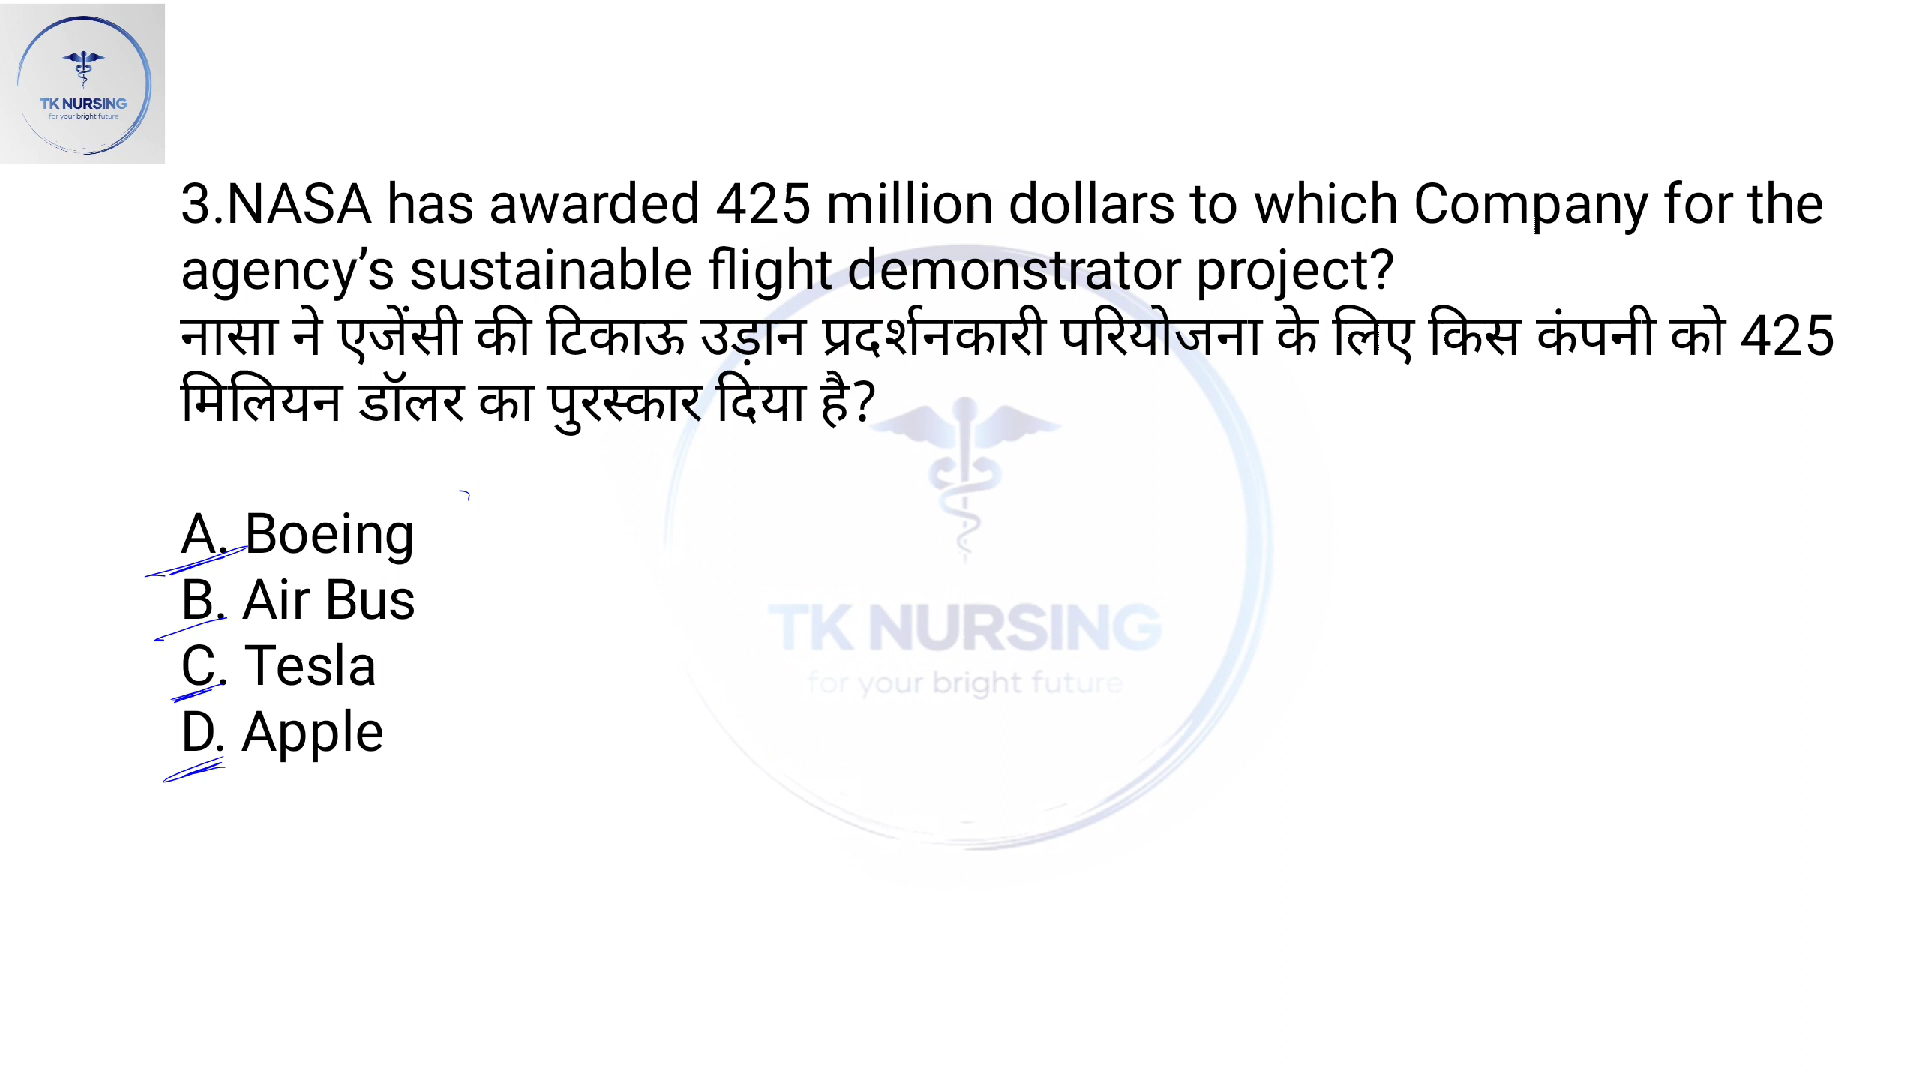 TK NURSING
for your bright future
3.NASA has awarded 425 million dollars to which Company for the
agency’s sustainable flight demonstrator project?
नासा ने एजेंसी की टिकाऊ उड़ान प्रदर्शनकारी परियोजना के लिए किस कंपनी को 425
मिलियन डॉलर का पुरस्कार दिया है?
A. Boeing
B. Air Bus
C. Tesla
D. Apple
TK NURSING
for your bright future